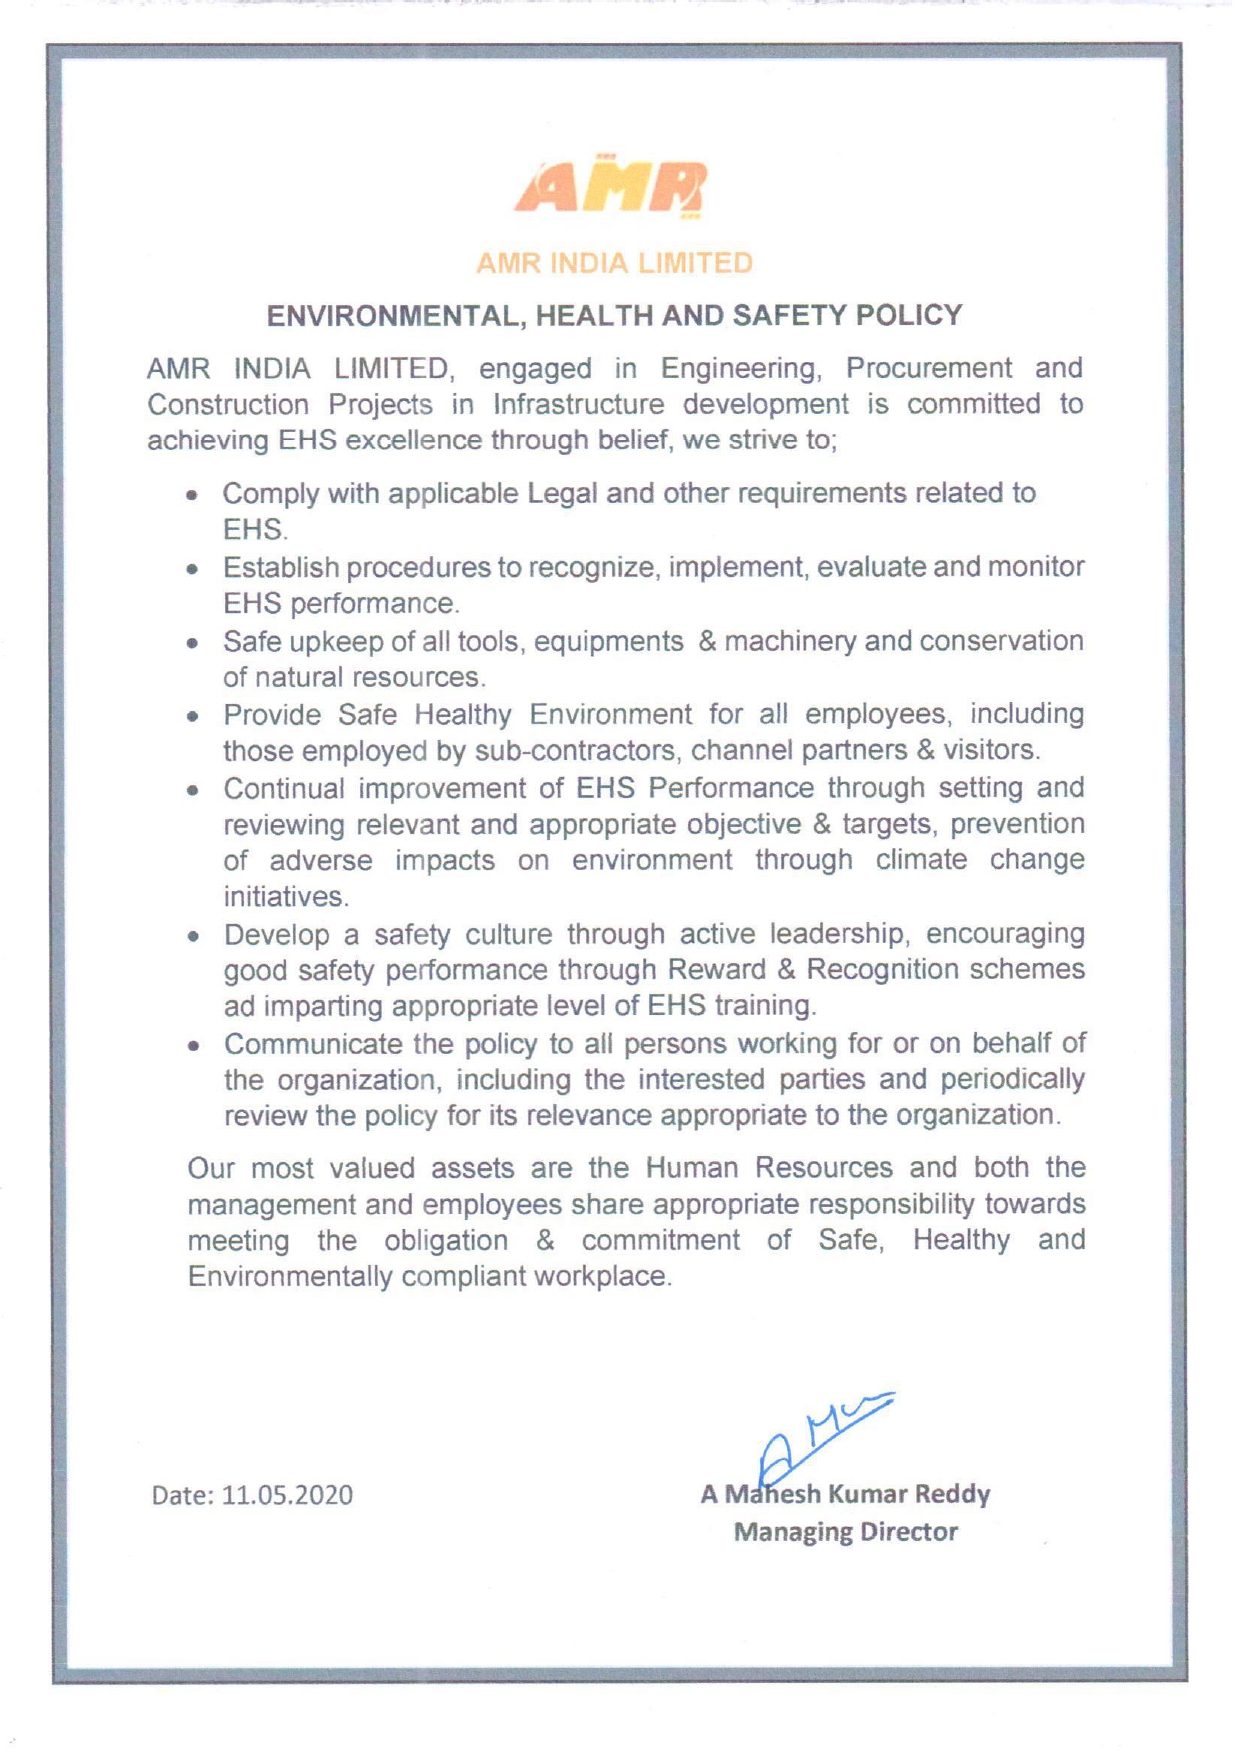 AMR
AMR INDIA LIMITED
ENVIRONMENTAL, HEALTH AND SAFETY POLICY
AMR INDIA LIMITED, engaged in Engineering, Procurement and
Construction Projects in Infrastructure development is committed to
achieving EHS excellence through belief, we strive to;
• Comply with applicable Legal and other requirements related to
EHS.
• Establish procedures to recognize, implement, evaluate and monitor
EHS performance.
• Safe upkeep of all tools, equipments & machinery and conservation
of natural resources.
• Provide Safe Healthy Environment for all employees, including
those employed by sub-contractors, channel partners & visitors.
• Continual improvement of EHS Performance through setting and
reviewing relevant and appropriate objective & targets, prevention
of adverse impacts on environment through climate change
initiatives.
• Develop a safety culture through active leadership, encouraging
good safety performance through Reward & Recognition schemes
ad imparting appropriate level of EHS training.
• Communicate the policy to all persons working for or on behalf of
the organization, including the interested parties and periodically
review the policy for its relevance appropriate to the organization.
Our most valued assets are the Human Resources and both the
management and employees share appropriate responsibility towards
meeting the obligation & commitment of Safe, Healthy and
Environmentally compliant workplace.
Date: 11.05.2020
A Mahesh Kumar Reddy
Managing Director